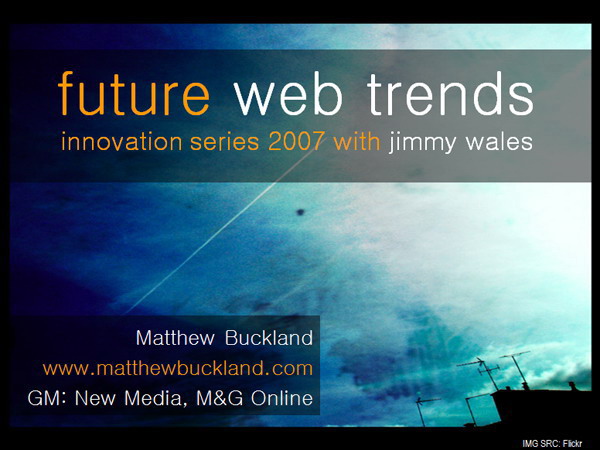 future web trends
innovation series 2007 with jimmy wales
Matthew Buckland
www.matthewbuckland.com
GM: New Media, M&G Online
IMG SRC: Flickr